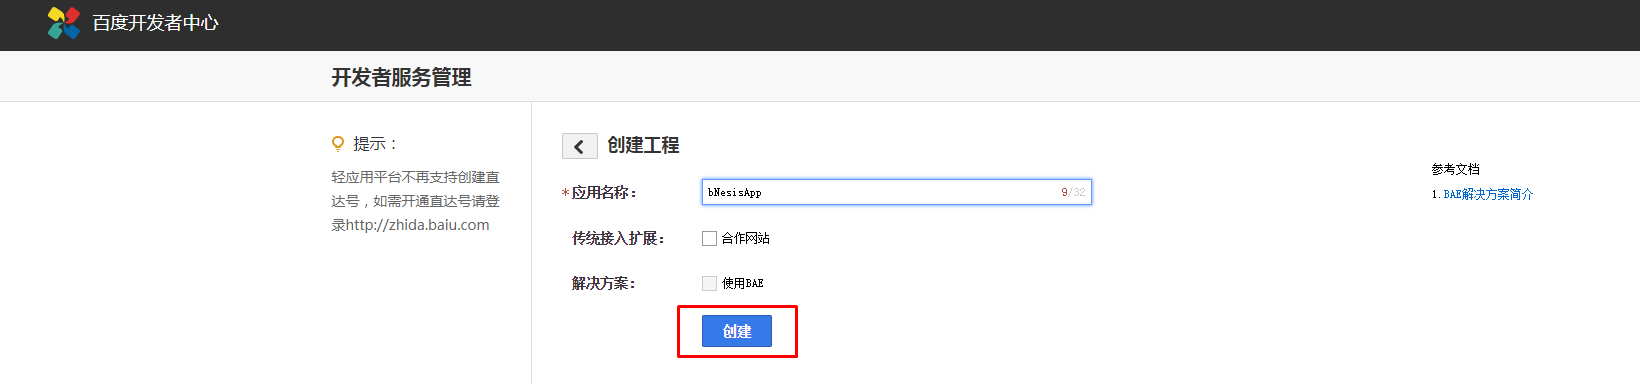 百度开发者中心
开发者服务管理
提示：
轻应用平台不再支持创建直
达号，如需开通直达号请登
录http://zhida.baiu.com
创建工程
*应用名称： bNesisApp 9/32
传统接入扩展： 合作网站
解决方案： 使用BAE
创建
参考文档
1.BAE解决方案简介